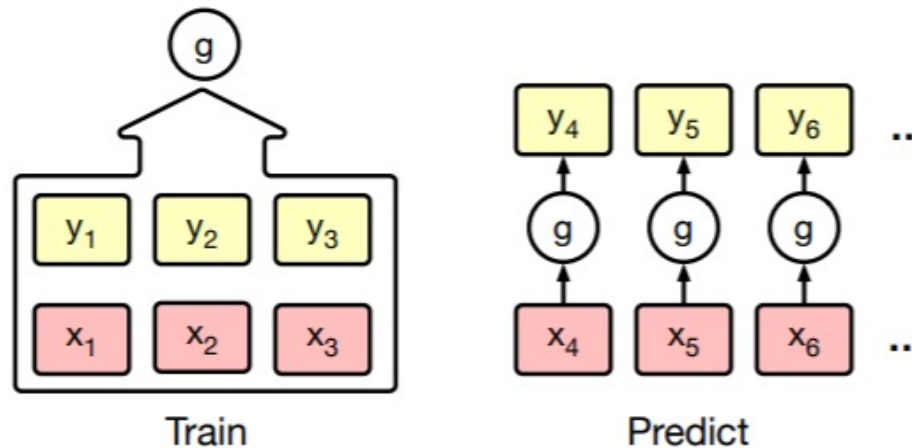 g
y₄ y₅ y₆ ..
y₁ y₂ y₃ g g g
x₁ x₂ x₃ x₄ x₅ x₆ ..
Train Predict